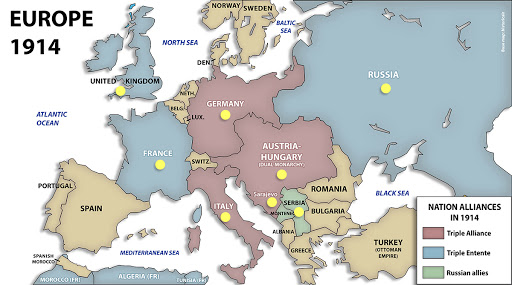 EUROPE
1914
NORWAY
SWEDEN
BALTIC
SEA
NORTH SEA
DEN.
RUSSIA
UNITED KINGDOM
NETH.
BELG.
LUX.
GERMANY
ATLANTIC
OCEAN
FRANCE
SWITZ.
AUSTRIA-
HUNGARY
(DUAL MONARCHY)
PORTUGAL
SPAIN
ITALY
Sarajevo
SERBIA
MONTENEG.
ROMANIA
BULGARIA
BLACK SEA
ALBANIA
GREECE
TURKEY
(OTTOMAN
EMPIRE)
MEDITERRANEAN SEA
SPANISH
MOROCCO
MOROCCO (FR)
ALGERIA (FR)
TUNISIA (FR)
NATION ALLIANCES
IN 1914
Triple Alliance
Triple Entente
Russian allies